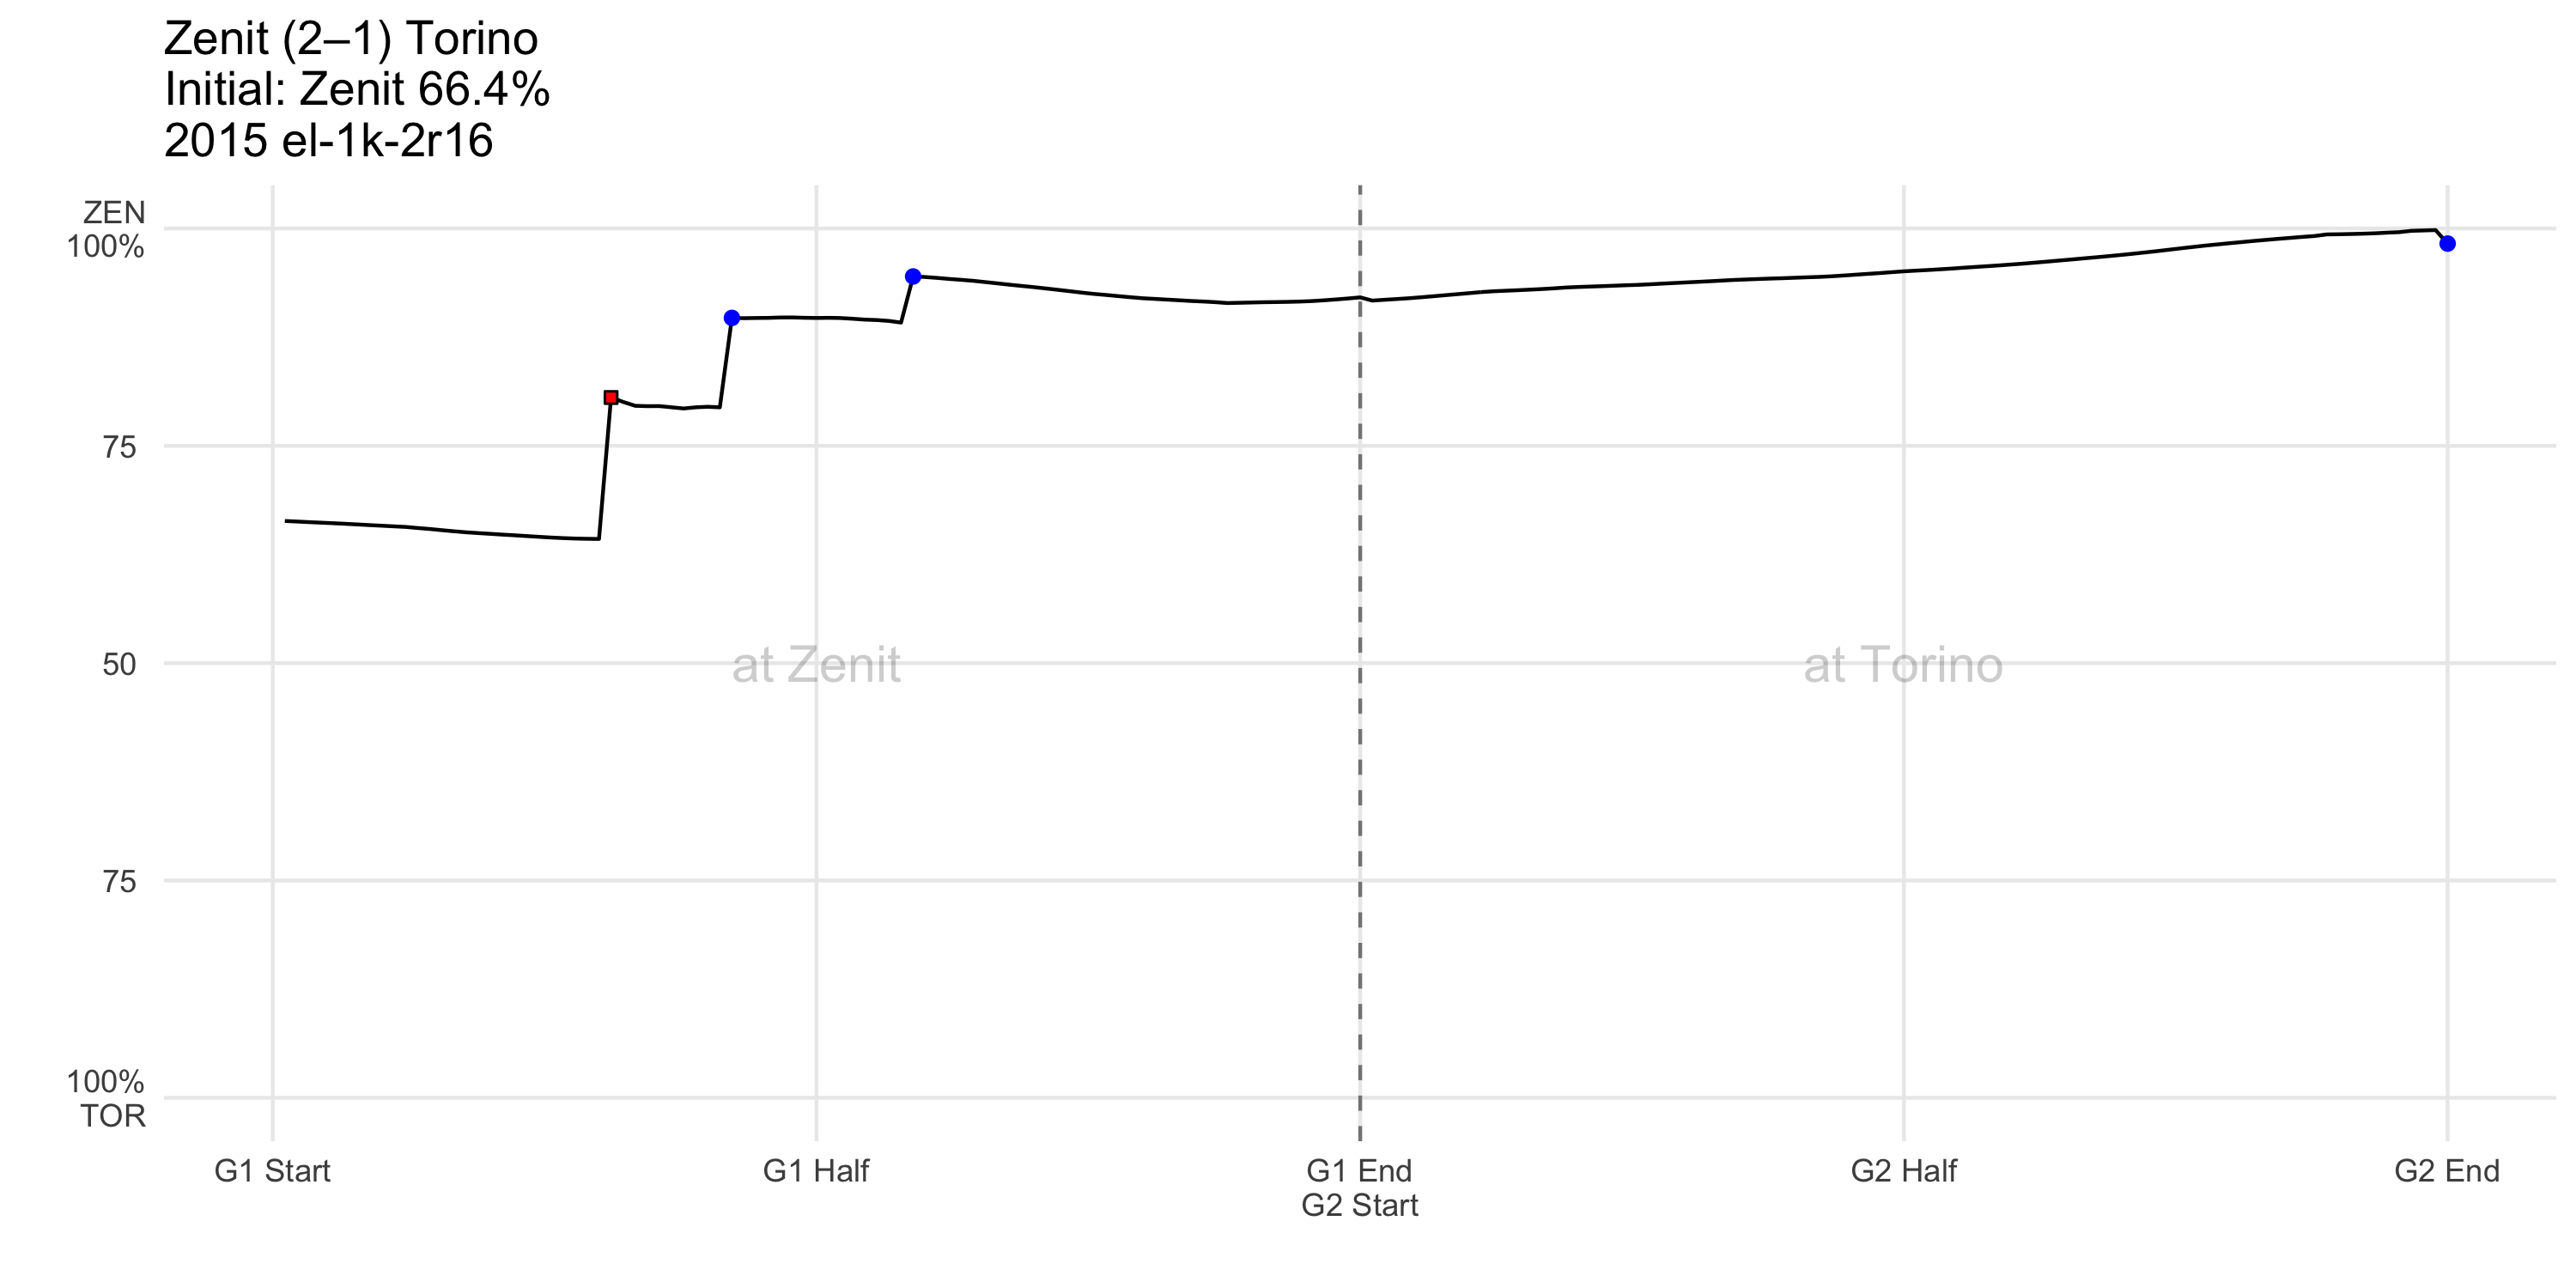 Zenit (2–1) Torino
Initial: Zenit 66.4%
2015 el-1k-2r16
ZEN
100%
75
50
75
100%
TOR
at Zenit
at Torino
G1 Start
G1 Half
G1 End
G2 Start
G2 Half
G2 End